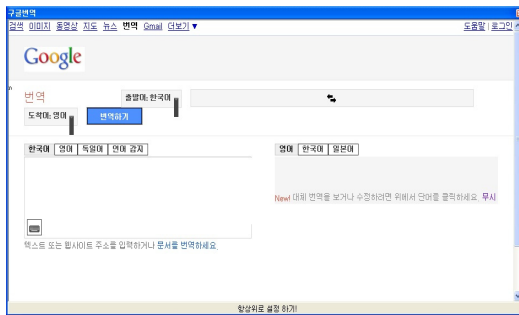 구글번역
검색 이미지 동영상 지도 뉴스 번역 Gmail 더보기 ▼ 도움말 | 로그인
Google
번역 출발어: 한국어
도착어: 영어 번역하기
한국어 영어 독일어 언어 감지 영어 한국어 일본어
New! 대체 번역을 보거나 수정하려면 위에서 단어를 클릭하세요 무시
텍스트 또는 웹사이트 주소를 입력하거나 문서를 번역하세요
항상위로 설정 하기!